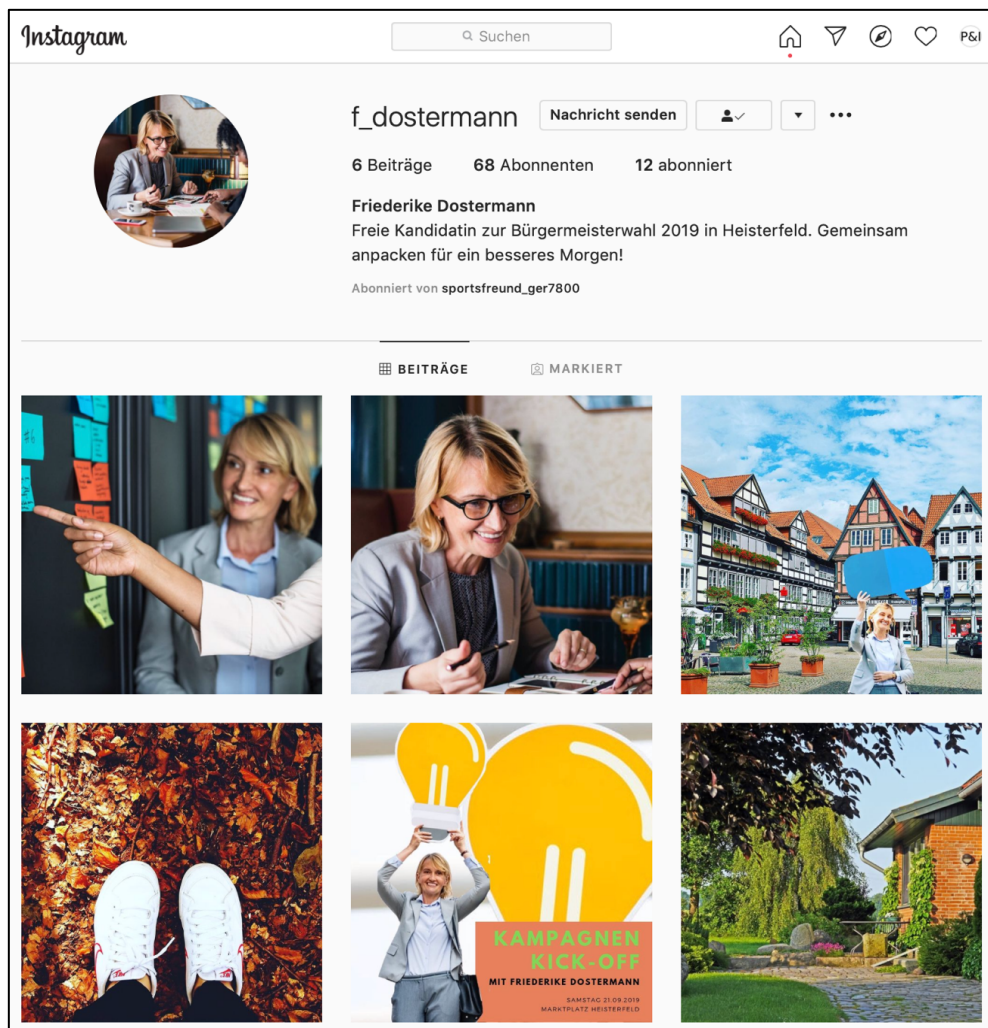 Instagram
Suchen
P&I
f_dostermann
Nachricht senden
6 Beiträge 68 Abonnenten 12 abonniert
Friederike Dostermann
Freie Kandidatin zur Bürgermeisterwahl 2019 in Heisterfeld. Gemeinsam
anpacken für ein besseres Morgen!
Abonniert von sportsfreund_ger7800
BEITRÄGE
MARKIERT
KAMPAGNEN
KICK-OFF
MIT FRIEDERIKE DOSTERMANN
SAMSTAG 21.09.2019
MARKTPLATZ HEISTERFELD